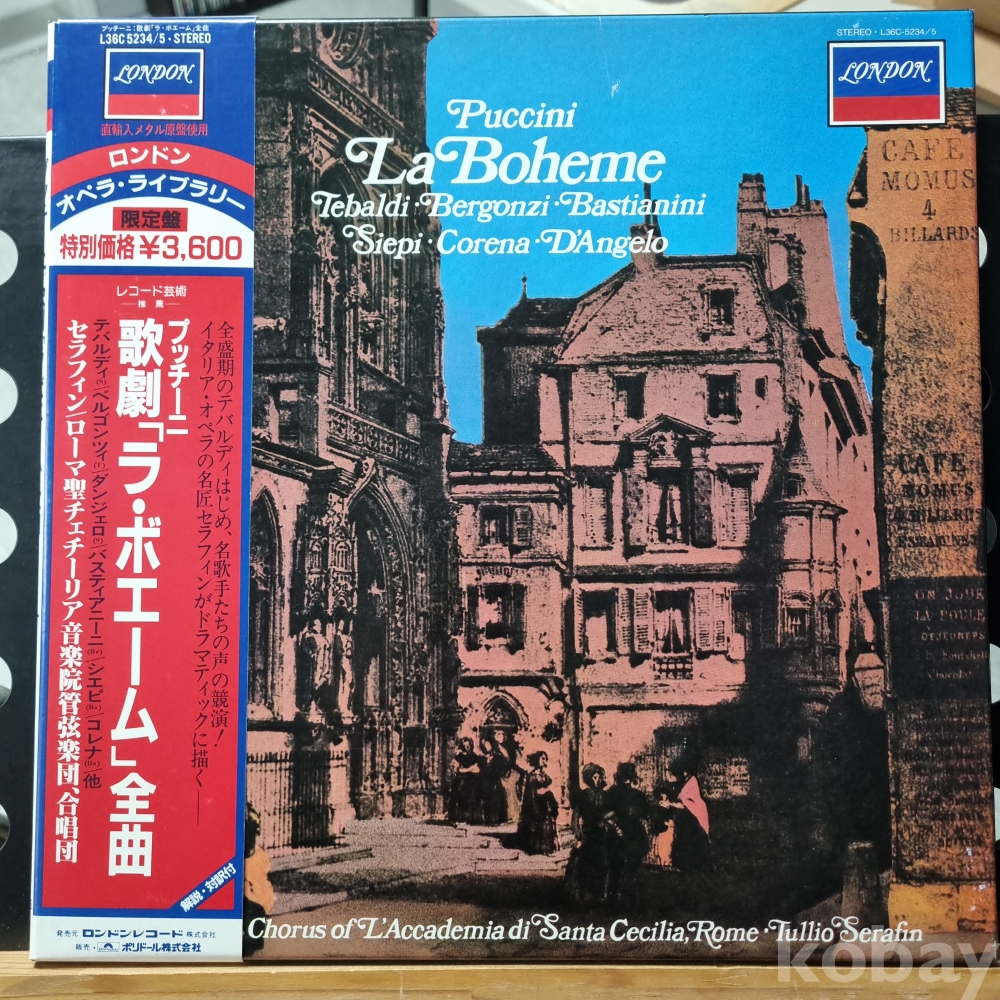 プッチーニ:歌劇「ラ・ボエーム」全曲
L36C 5234/5・STEREO
LONDON
直輸入メタル原盤使用
ロンドン
オペラ・ライブラリー
限定盤
特別価格¥3,600
レコード芸術
推薦
全盛期のテバルディはじめ、名歌手たちの声の競演!
イタリア・オペラの名匠セラフィンがドラマティックに描く——
プッチーニ
歌劇「ラ・ボエーム」全曲
テバルディ(S)/ベルゴンツィ(T)/ダンジェロ(S)/バスティアニーニ(Br)/シエピ(Bs)/コレナ(Bs)/他
セラフィン/ローマ聖チェチーリア音楽院管弦楽団、合唱団
解説・対訳付
発売元 ロンドンレコード 株式会社
販売・ポリドール株式会社
STEREO・L36C-5234/5
LONDON
Puccini
La Boheme
Tebaldi・Bergonzi・Bastianini
Siepi・Corena・D'Angelo
CAFE
MOMUS
4
BILLARDS
CAFE
MOMUS
BILLARDS
ON JOUE
LA POULE
DEJEUNERS
Chocolat
Chorus of L'Accademia di Santa Cecilia, Rome・Tullio Serafin
kobay